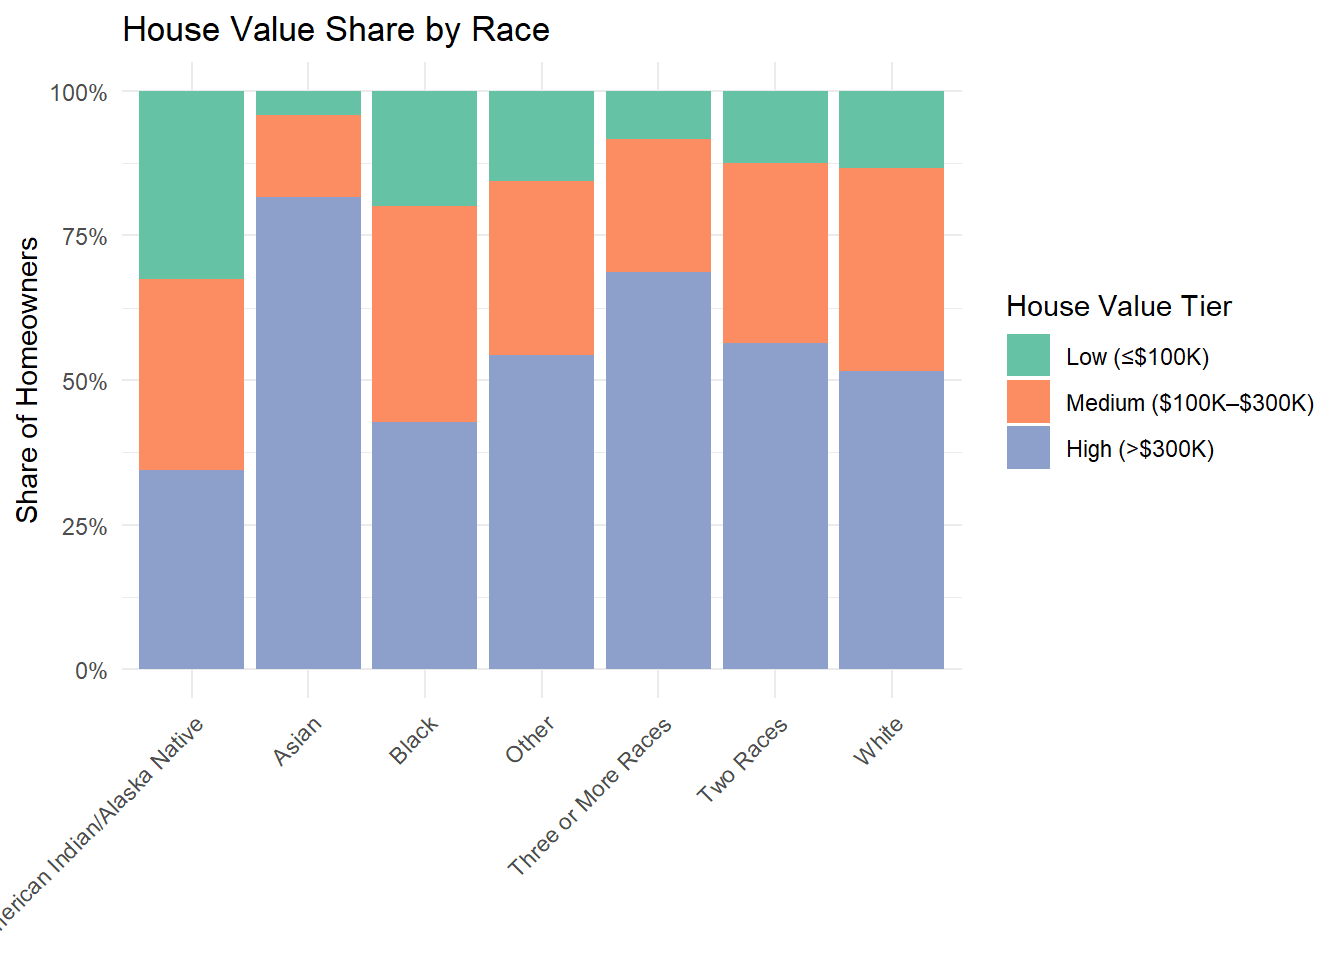 House Value Share by Race
100%
75%
50%
25%
0%
Share of Homeowners
Indian/Alaska Native
Asian
Black
Other
Three or More Races
Two Races
White
House Value Tier
Low (≤$100K)
Medium ($100K–$300K)
High (>$300K)